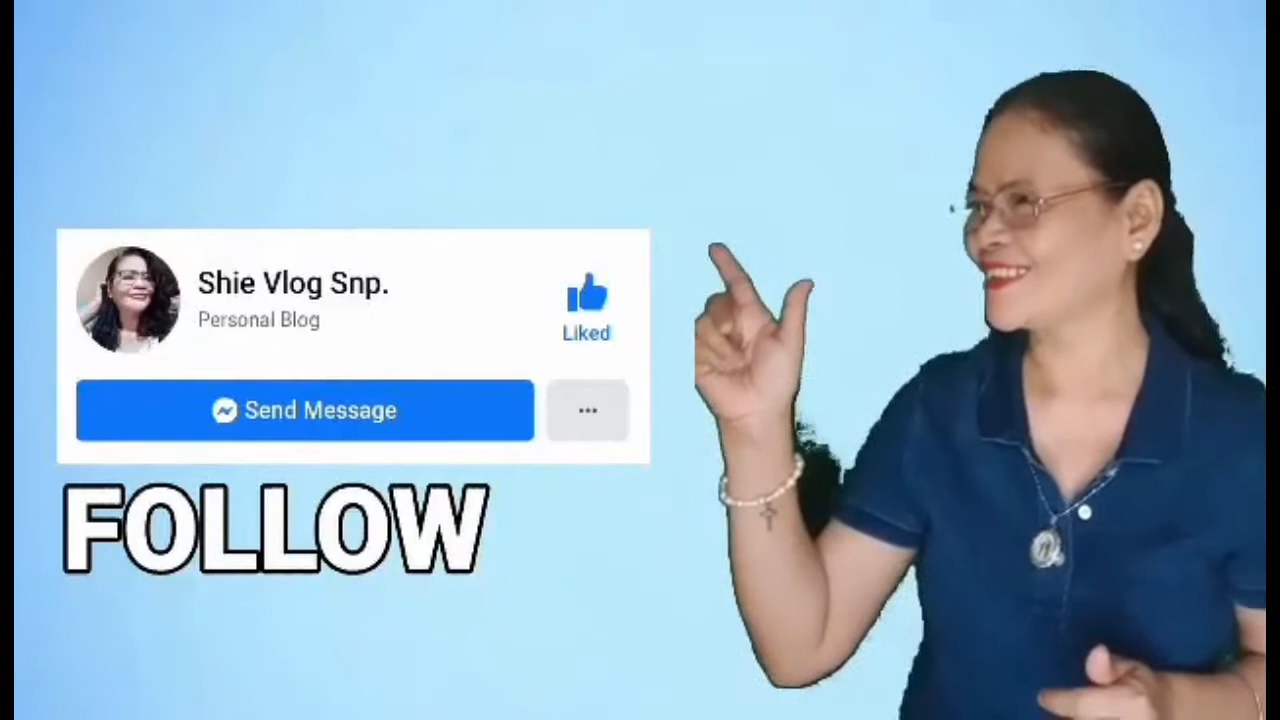 Shie Vlog Snp.
Personal Blog
Liked
Send Message
FOLLOW